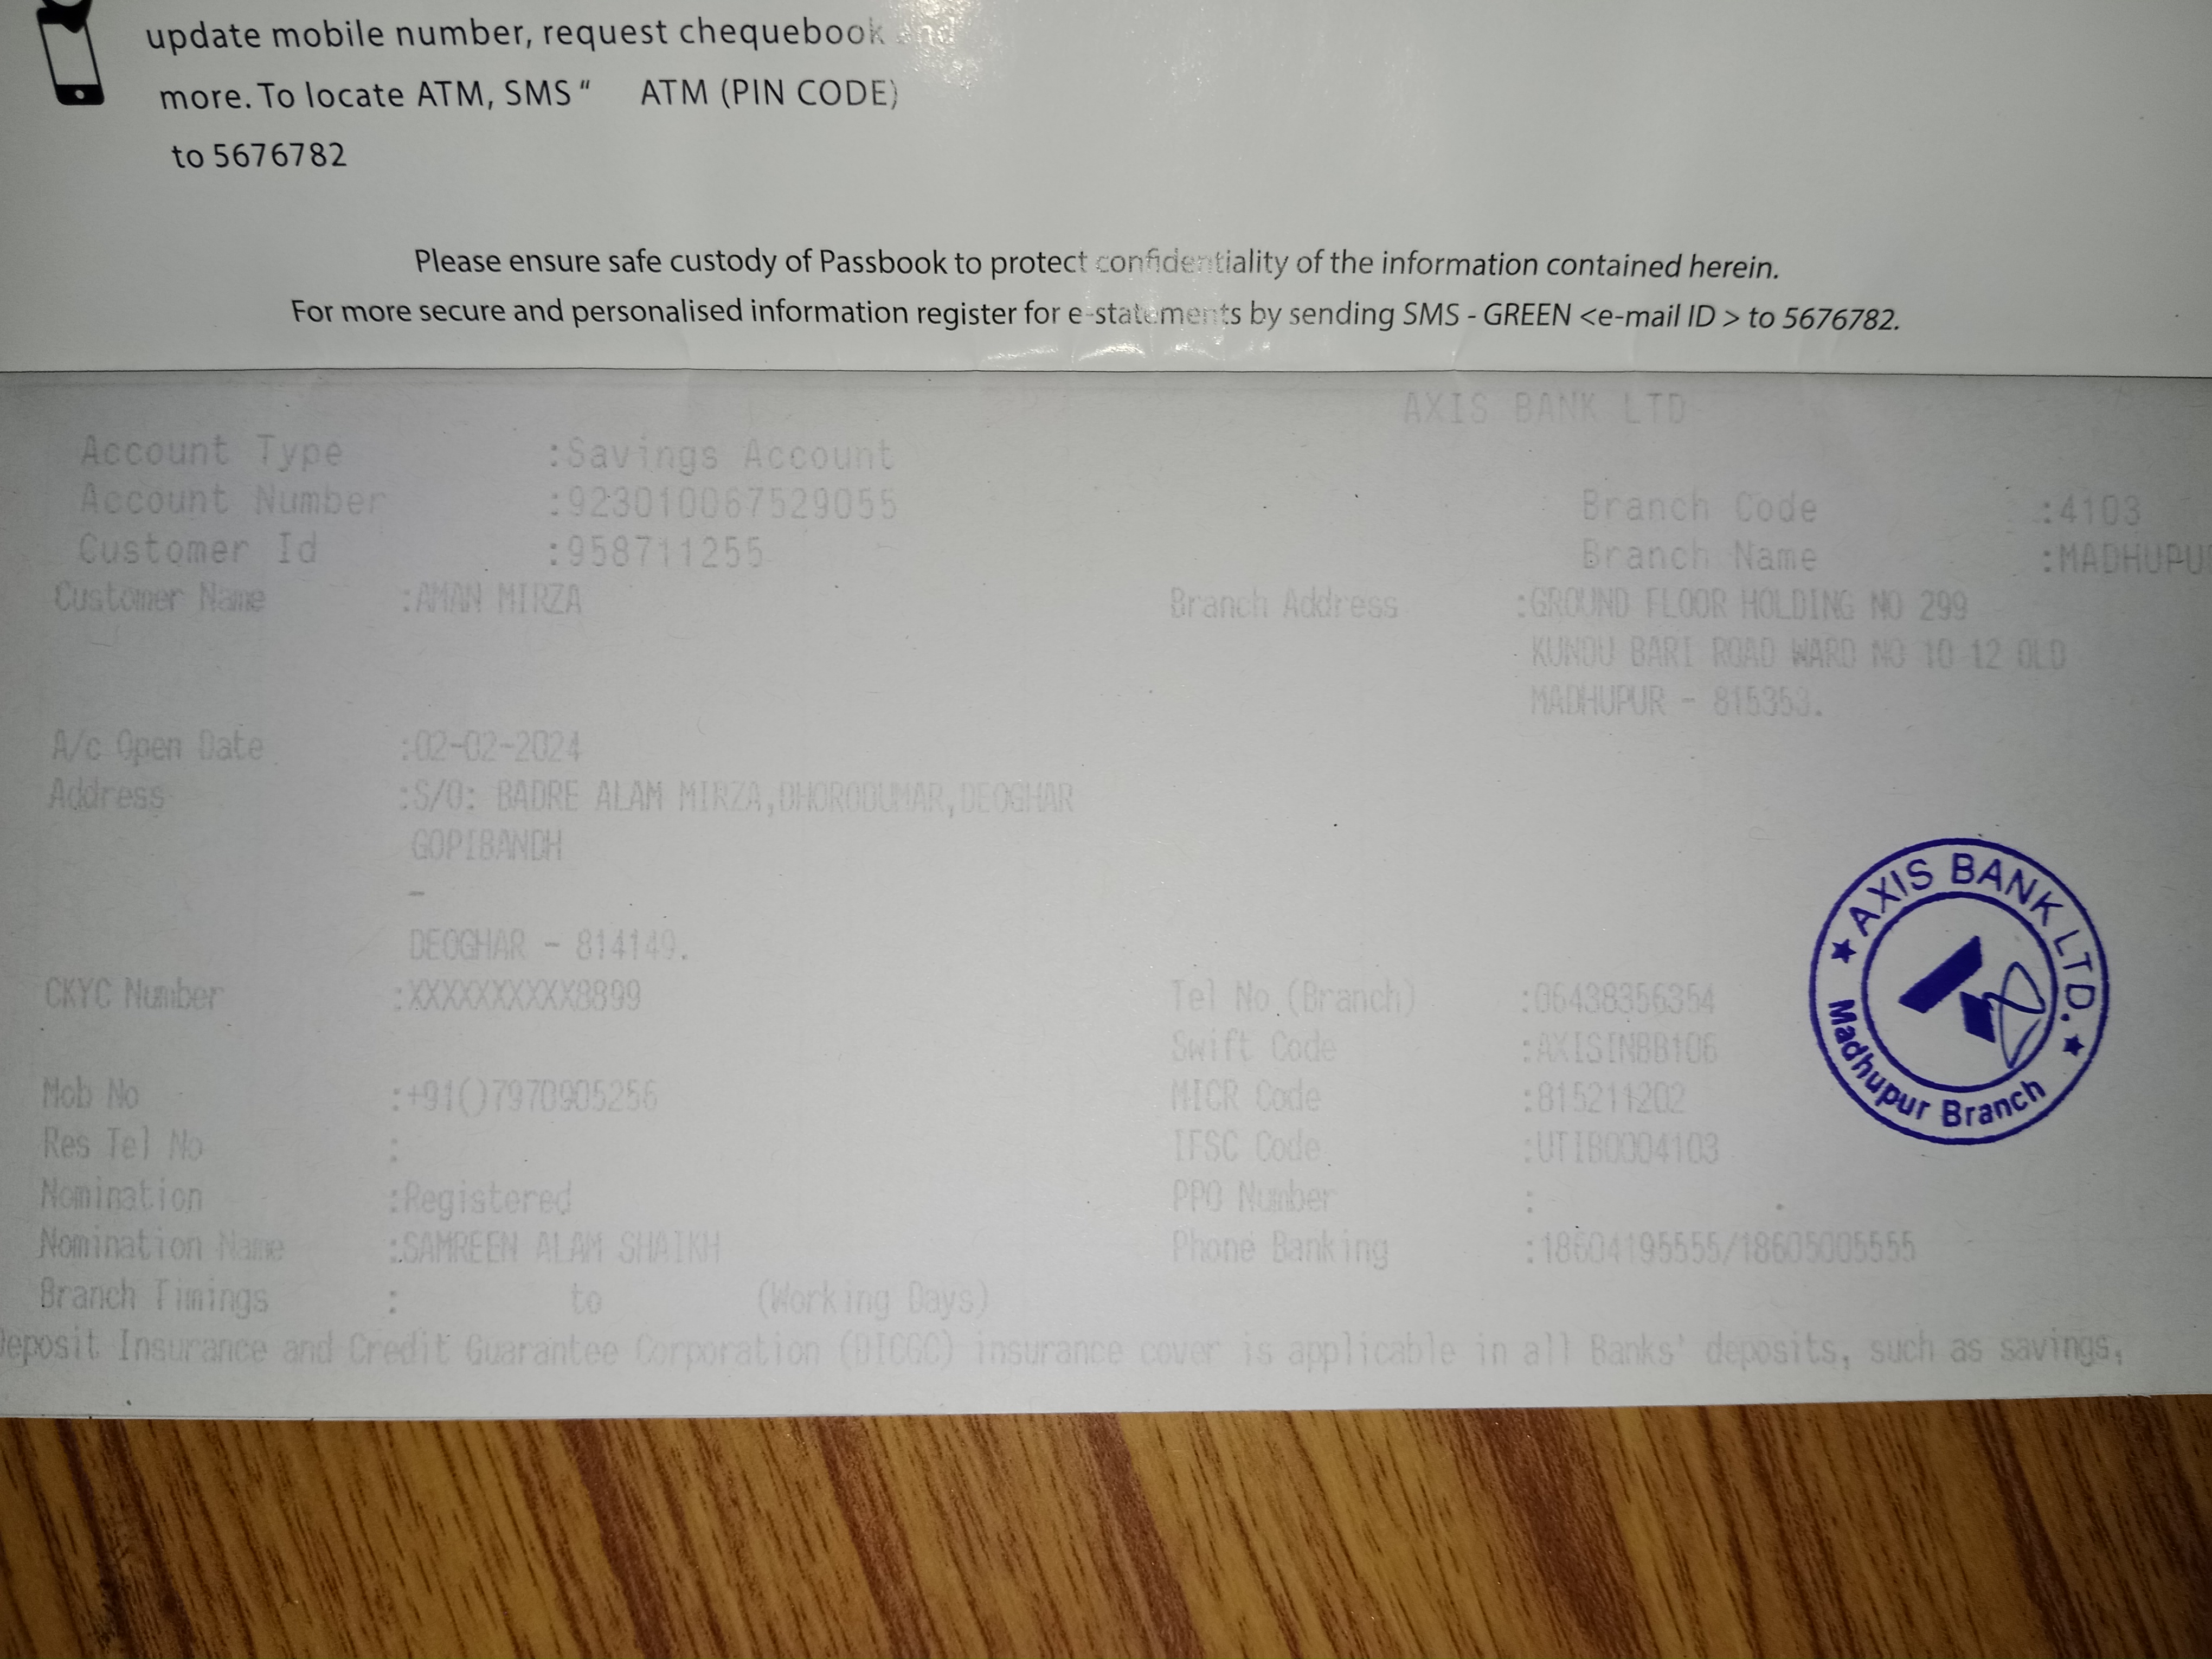 update mobile number, request chequebook and
more. To locate ATM, SMS “ ATM (PIN CODE)
to 5676782
Please ensure safe custody of Passbook to protect confidentiality of the information contained herein.
For more secure and personalised information register for e-statements by sending SMS - GREEN <e-mail ID > to 5676782.
AXIS BANK LTD
Account Type :Savings Account
Account Number :923010067529055 Branch Code :4103
Customer Id :958711255 Branch Name :MADHUPU
Customer Name :AMAN MIRZA Branch Address :GROUND FLOOR HOLDING NO 299
KUNDU BARI ROAD WARD NO 10 12 OLD
MADHUPUR - 815353.
A/c Open Date :02-02-2024
Address :S/O: BADRE ALAM MIRZA,DHORODUMAR,DEOGHAR
GOPIBANDH
-
DEOGHAR - 814149.
CKYC Number :XXXXXXXXXX8899 Tel No.(Branch) :06438356354
Swift Code :AXISINBB106
Mob No :+91()7970905256 MICR Code :815211202
Res Tel No : IFSC Code :UTIB0004103
Nomination :Registered PPO Number :
Nomination Name :SAMREEN ALAM SHAIKH Phone Banking :18604195555/18605005555
Branch Timings : to (Working Days)
Deposit Insurance and Credit Guarantee Corporation (DICGC) insurance cover is applicable in all Banks' deposits, such as savings,
AXIS BANK LTD.
Madhupur Branch